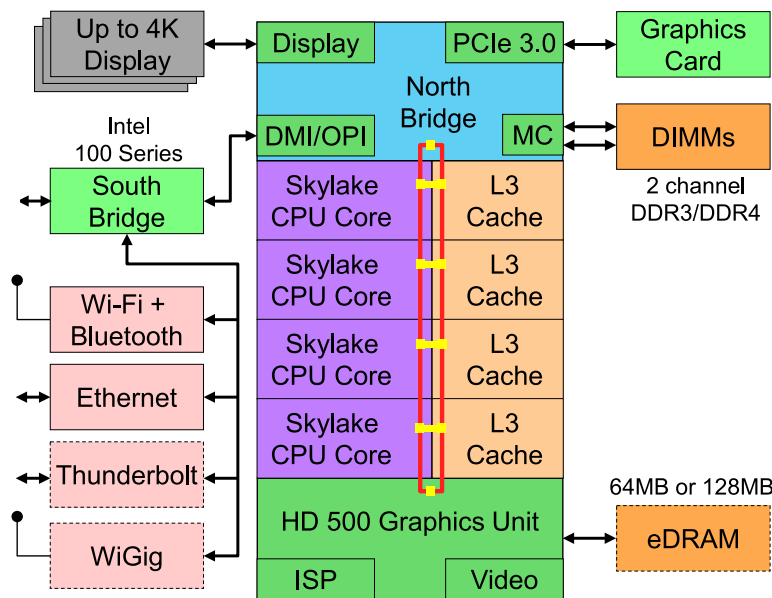 Up to 4K
Display
Display
PCIe 3.0
Graphics
Card
North
Bridge
Intel
100 Series
DMI/OPI
MC
DIMMs
2 channel
DDR3/DDR4
South
Bridge
Skylake
CPU Core
L3
Cache
Skylake
CPU Core
L3
Cache
Wi-Fi +
Bluetooth
Skylake
CPU Core
L3
Cache
Ethernet
Skylake
CPU Core
L3
Cache
Thunderbolt
64MB or 128MB
HD 500 Graphics Unit
eDRAM
WiGig
ISP
Video